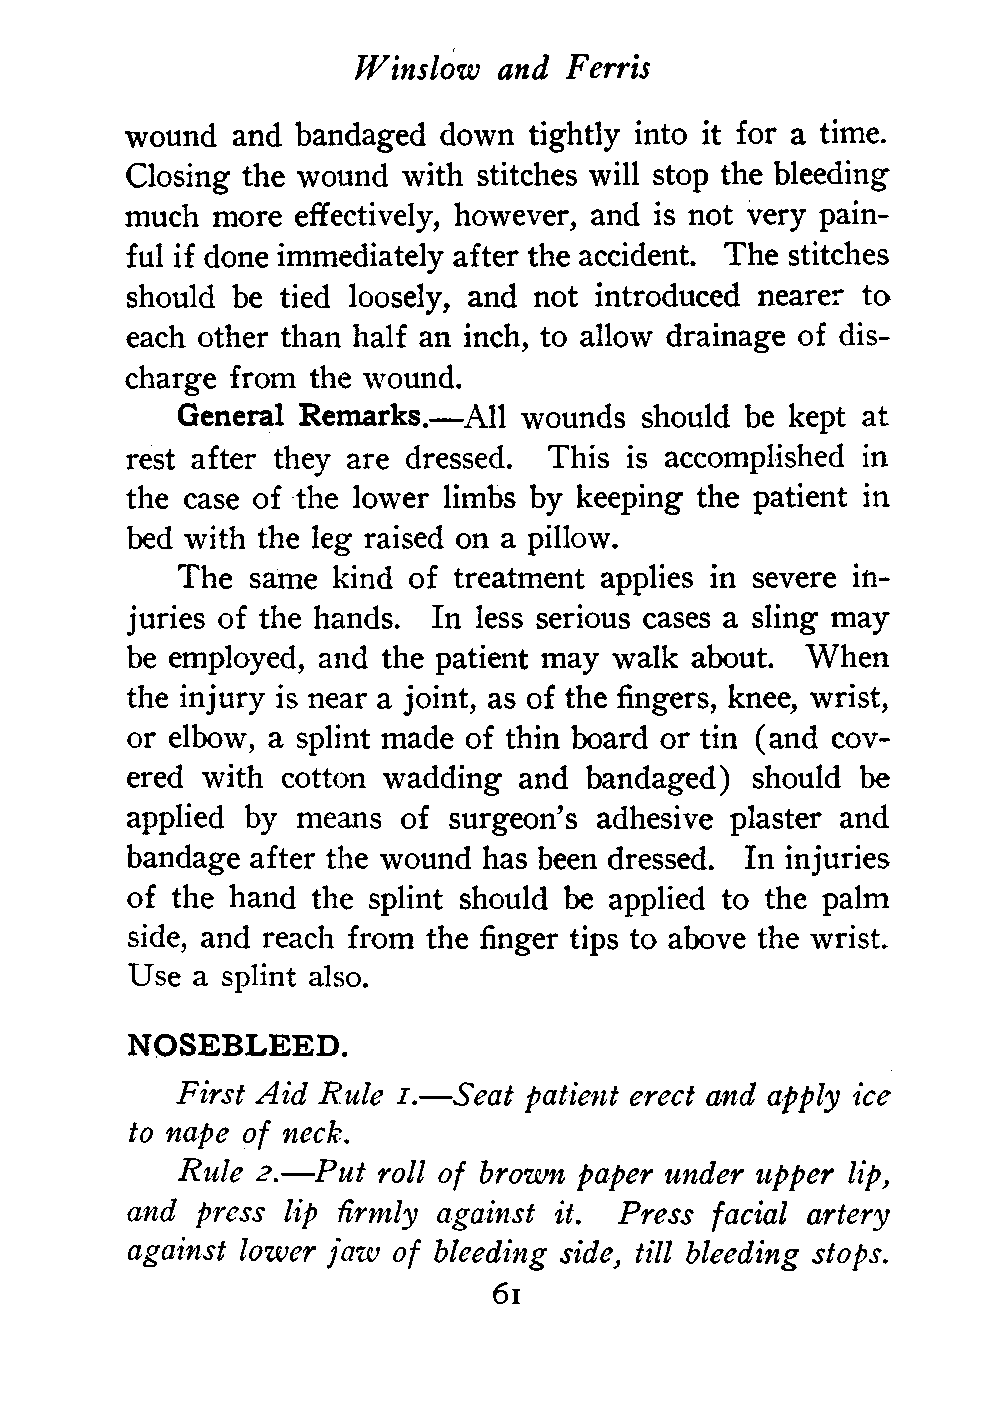 Winslow and Ferris
wound and bandaged down tightly into it for a time.
Closing the wound with stitches will stop the bleeding
much more effectively, however, and is not very pain-
ful if done immediately after the accident. The stitches
should be tied loosely, and not introduced nearer to
each other than half an inch, to allow drainage of dis-
charge from the wound.
General Remarks.—All wounds should be kept at
rest after they are dressed. This is accomplished in
the case of the lower limbs by keeping the patient in
bed with the leg raised on a pillow.
The same kind of treatment applies in severe in-
juries of the hands. In less serious cases a sling may
be employed, and the patient may walk about. When
the injury is near a joint, as of the fingers, knee, wrist,
or elbow, a splint made of thin board or tin (and cov-
ered with cotton wadding and bandaged) should be
applied by means of surgeon's adhesive plaster and
bandage after the wound has been dressed. In injuries
of the hand the splint should be applied to the palm
side, and reach from the finger tips to above the wrist.
Use a splint also.
NOSEBLEED.
First Aid Rule 1.—Seat patient erect and apply ice
to nape of neck.
Rule 2.—Put roll of brown paper under upper lip,
and press lip firmly against it. Press facial artery
against lower jaw of bleeding side, till bleeding stops.
61